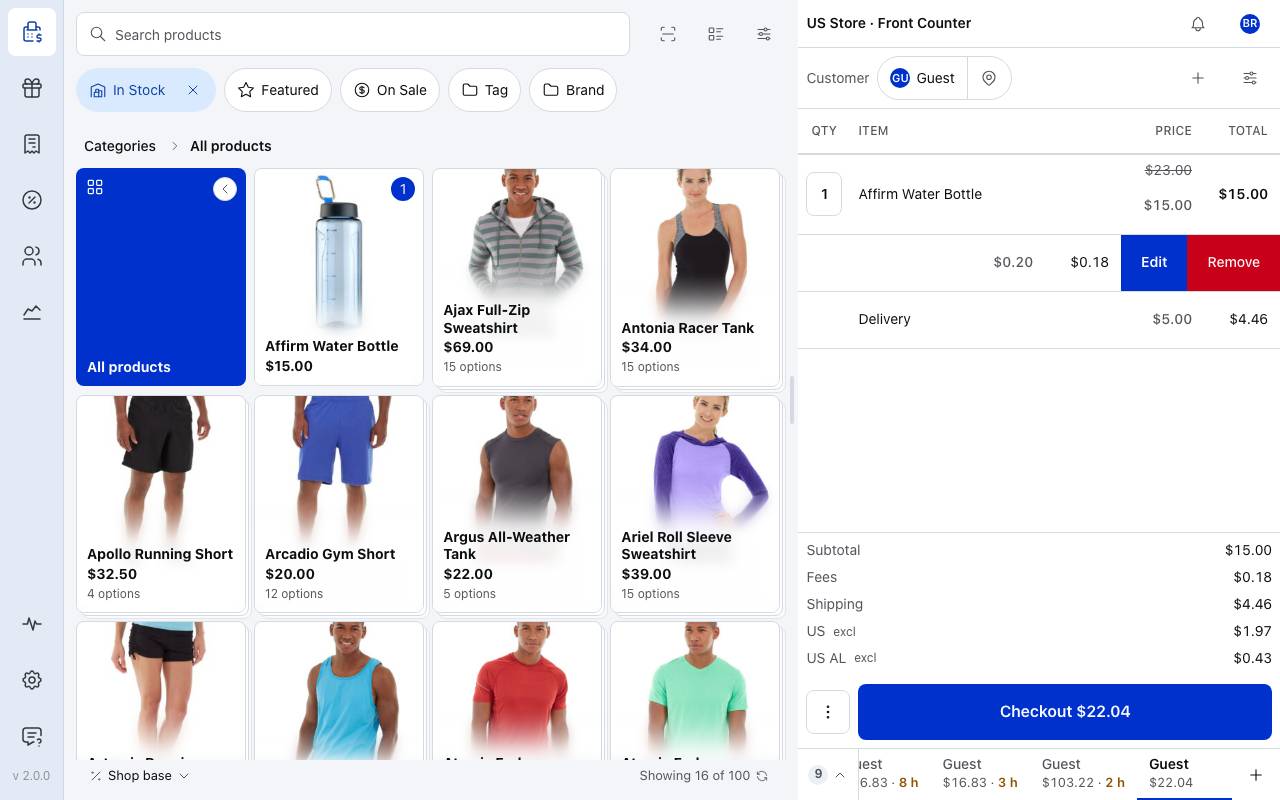 Search products
In Stock
Featured
On Sale
Tag
Brand
Categories
All products
All products
1
Affirm Water Bottle
$15.00
Ajax Full-Zip
Sweatshirt
$69.00
15 options
Antonia Racer Tank
$34.00
15 options
Apollo Running Short
$32.50
4 options
Arcadio Gym Short
$20.00
12 options
Argus All-Weather
Tank
$22.00
5 options
Ariel Roll Sleeve
Sweatshirt
$39.00
15 options
v 2.0.0
Shop base
Showing 16 of 100
US Store · Front Counter
BR
Customer
GU Guest
QTY ITEM PRICE TOTAL
$23.00
1 Affirm Water Bottle $15.00
$15.00
$0.20 $0.18 Edit Remove
Delivery $5.00 $4.46
Subtotal $15.00
Fees $0.18
Shipping $4.46
US excl $1.97
US AL excl $0.43
Checkout $22.04
9
6.83 · 8 h
Guest
$16.83 · 3 h
Guest
$103.22 · 2 h
Guest
$22.04